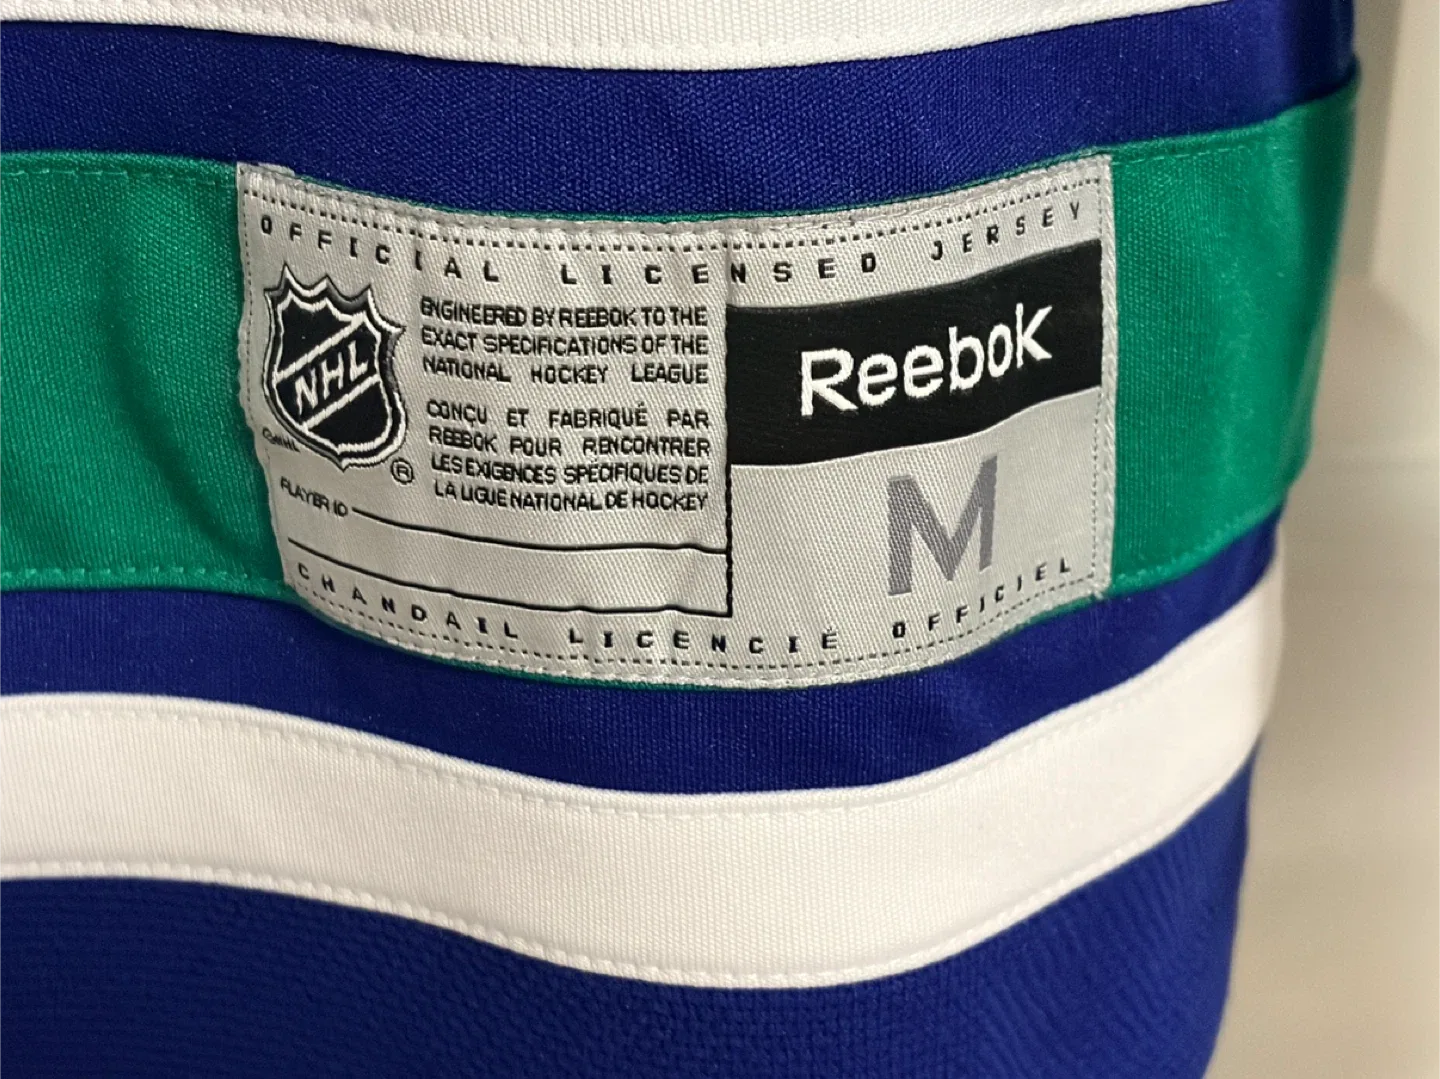 OFFICIAL LICENSED JERSEY
NHL
®
ENGINEERED BY REEBOK TO THE
EXACT SPECIFICATIONS OF THE
NATIONAL HOCKEY LEAGUE
CONÇU ET FABRIQUÉ PAR
REEBOK POUR RENCONTRER
LES EXIGENCES SPÉCIFIQUES DE
LA LIGUE NATIONAL DE HOCKEY
PLAYER ID
Reebok
M
CHANDAIL LICENCIÉ OFFICIEL